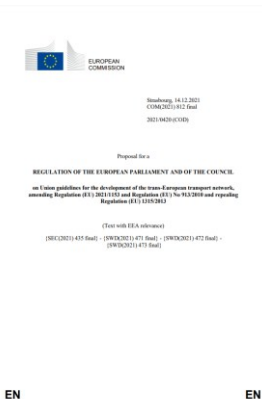 EUROPEAN
COMMISSION
Strasbourg, 14.12.2021
COM(2021) 812 final
2021/0420 (COD)
Proposal for a
REGULATION OF THE EUROPEAN PARLIAMENT AND OF THE COUNCIL
on Union guidelines for the development of the trans-European transport network,
amending Regulation (EU) 2021/1153 and Regulation (EU) No 913/2010 and repealing
Regulation (EU) 1315/2013
(Text with EEA relevance)
{SEC(2021) 435 final} - {SWD(2021) 471 final} - {SWD(2021) 472 final} -
{SWD(2021) 473 final}
EN EN